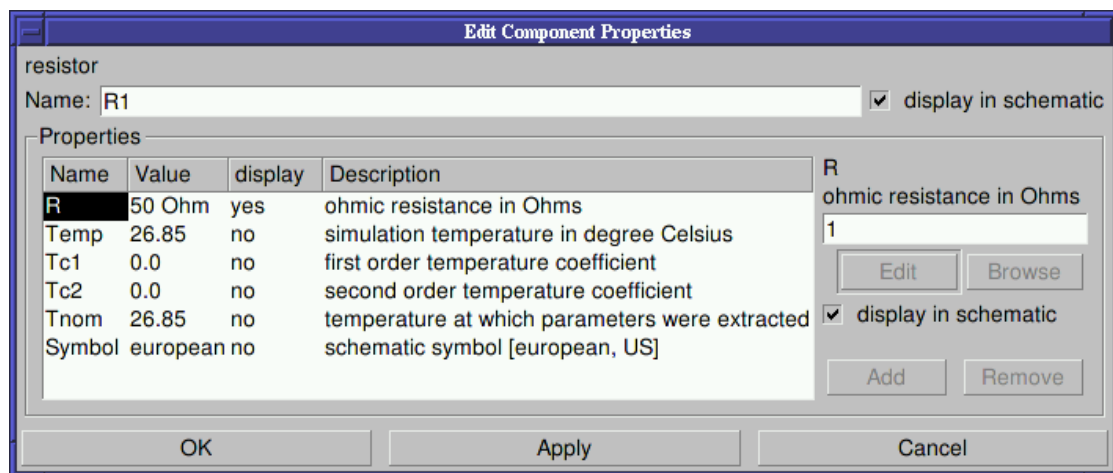 Edit Component Properties
resistor
Name: R1 display in schematic
Properties
Name Value display Description
R 50 Ohm yes ohmic resistance in Ohms
Temp 26.85 no simulation temperature in degree Celsius
Tc1 0.0 no first order temperature coefficient
Tc2 0.0 no second order temperature coefficient
Tnom 26.85 no temperature at which parameters were extracted
Symbol european no schematic symbol [european, US]
R
ohmic resistance in Ohms
1
Edit Browse
display in schematic
Add Remove
OK Apply Cancel